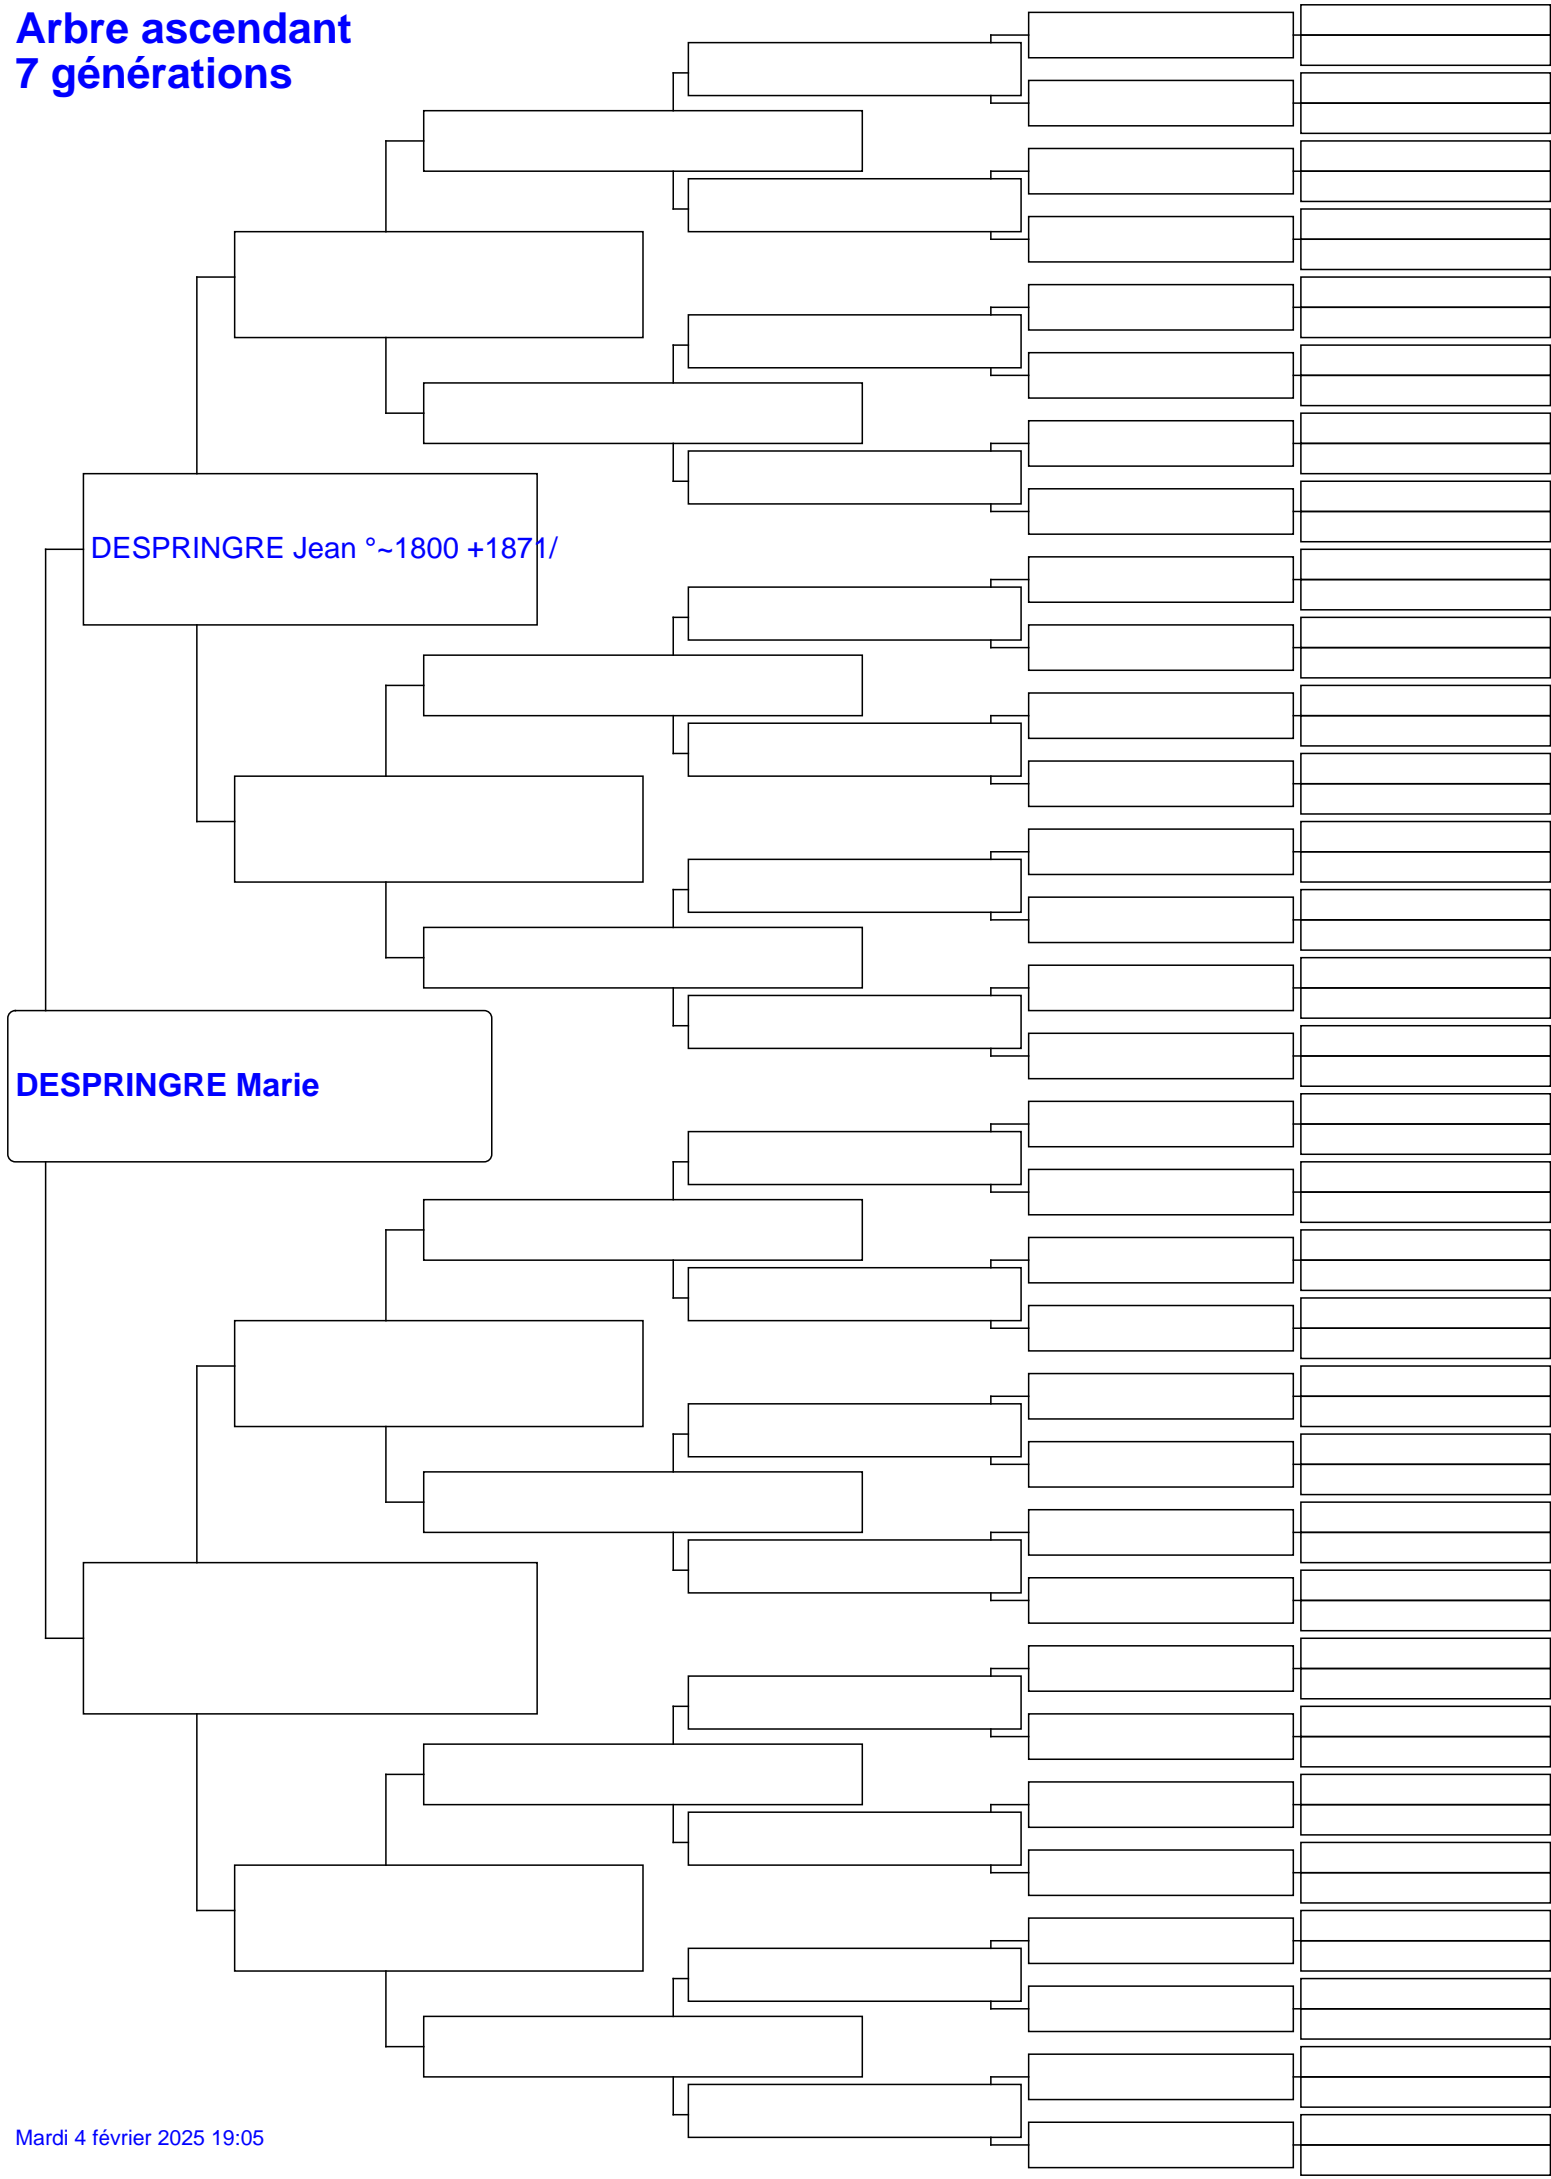 Arbre ascendant
7 générations
DESPRINGRE Jean °~1800 +1871/
DESPRINGRE Marie
Mardi 4 février 2025 19:05